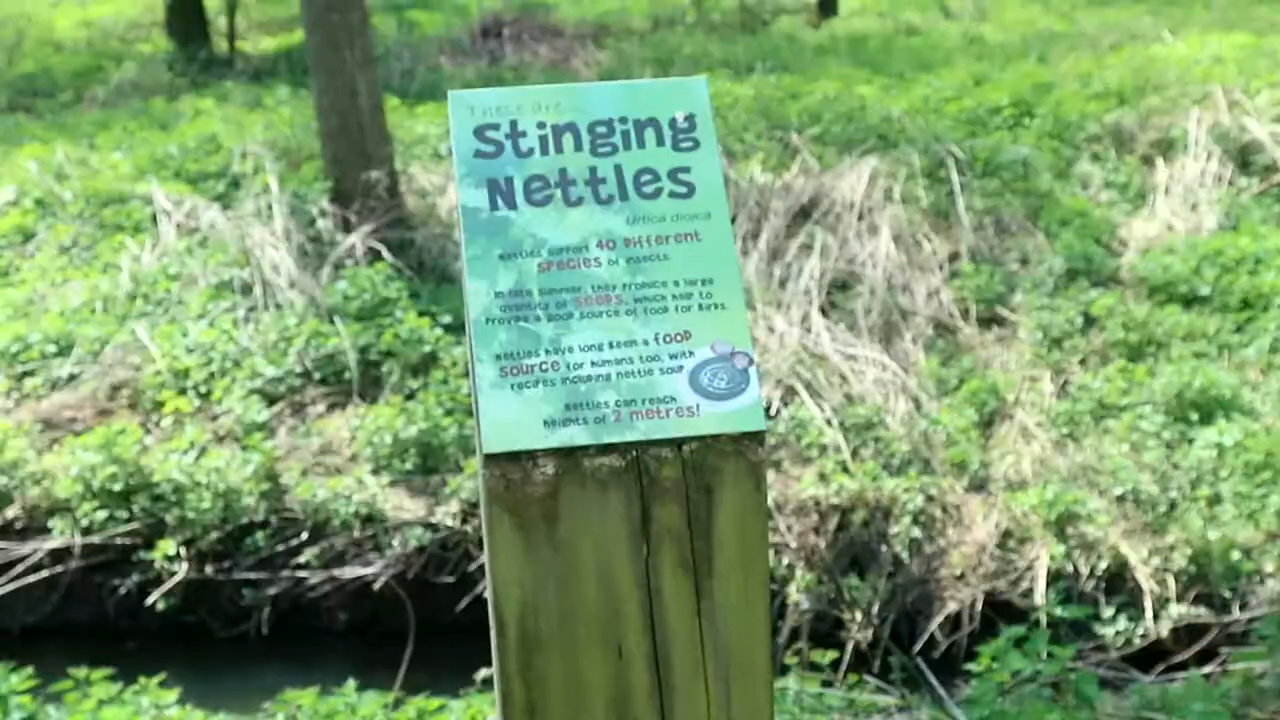 These are...
Stinging
Nettles
Urtica dioica
Nettles support 40 Different
species of insects.
In late summer, they produce a large
quantity of seeds, which help to
provide a good source of food for birds.
Nettles have long been a food
source for humans too, with
recipes including nettle soup
Nettles can reach
heights of 2 metres!